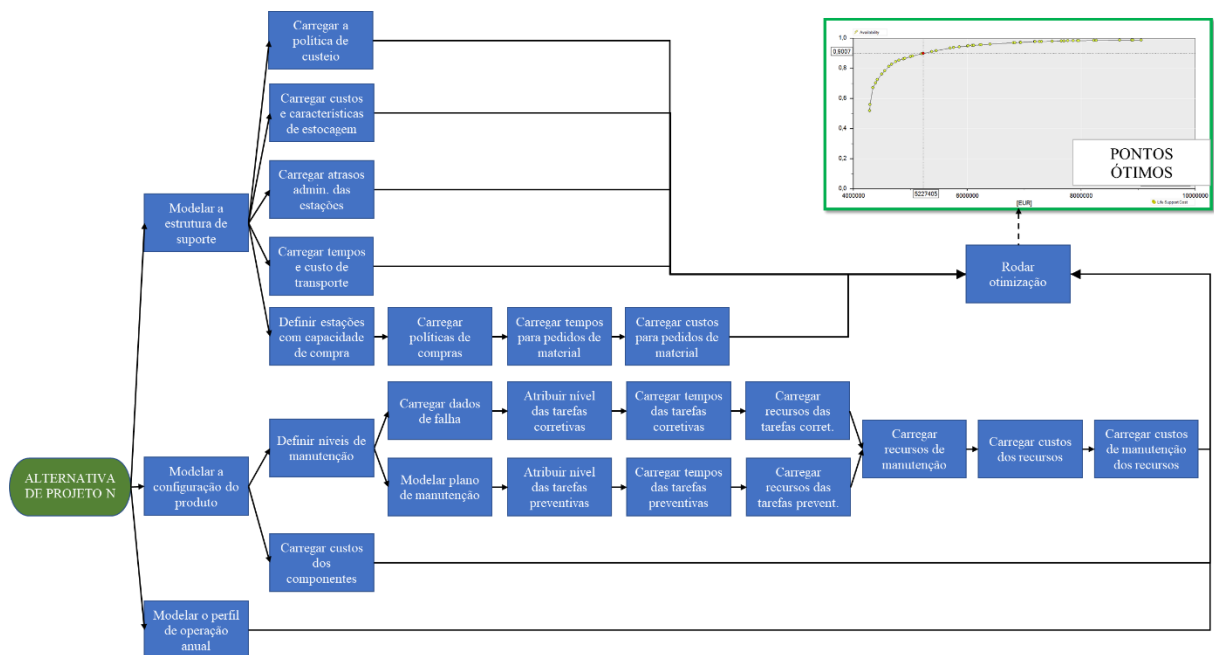 Carregar a
política de
custeio
Carregar custos
e características
de estocagem
Carregar atrasos
admin. das
estações
Modelar a
estrutura de
suporte
Carregar tempos
e custo de
transporte
Definir estações
com capacidade
de compra
Carregar
políticas de
compras
Carregar tempos
para pedidos de
material
Carregar custos
para pedidos de
material
Availability
1,0
0,9007
0,8
0,6
0,4
0,2
0,0
4000000
5227405
6000000
8000000
10000000
[EUR]
Life Support Cost
PONTOS
ÓTIMOS
Rodar
otimização
ALTERNATIVA
DE PROJETO N
Modelar a
configuração do
produto
Definir níveis de
manutenção
Carregar dados
de falha
Atribuir nível
das tarefas
corretivas
Carregar tempos
das tarefas
corretivas
Carregar
recursos das
tarefas corret.
Modelar plano
de manutenção
Atribuir nível
das tarefas
preventivas
Carregar tempos
das tarefas
preventivas
Carregar
recursos das
tarefas prevent.
Carregar
recursos de
manutenção
Carregar custos
dos recursos
Carregar custos
de manutenção
dos recursos
Carregar custos
dos
componentes
Modelar o perfil
de operação
anual